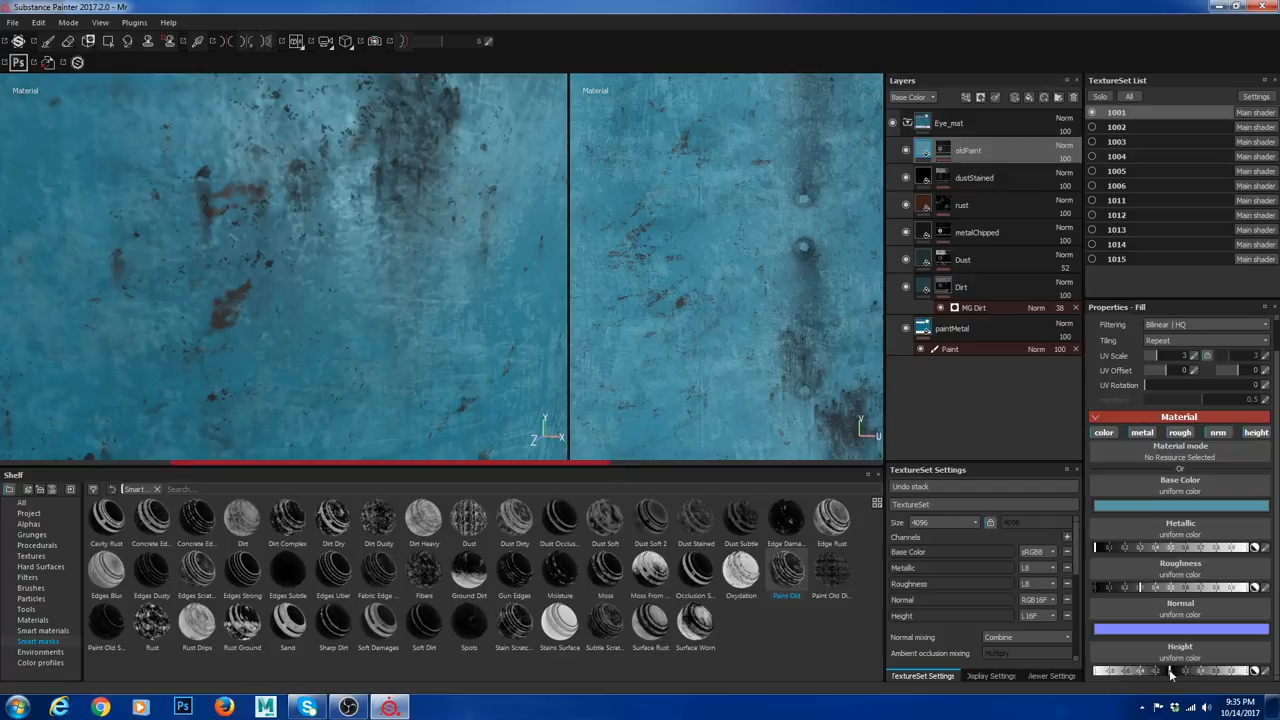 Substance Painter 2017.2.0 - Mr
File Edit Mode View Plugins Help
8
Ps
Material
Material
Y
Z X
Y
U
Layers
Base Color
Eye_mat Norm 100
oldPaint Norm 100
dustStained Norm 100
rust Norm 100
metalChipped Norm 100
Dust Norm 52
Dirt Norm 100
MG Dirt Norm 38
paintMetal Norm 100
Paint Norm 100
TextureSet List
Solo All Settings
1001 Main shader
1002 Main shader
1003 Main shader
1004 Main shader
1005 Main shader
1006 Main shader
1011 Main shader
1012 Main shader
1013 Main shader
1014 Main shader
1015 Main shader
Properties - Fill
Filtering Bilinear | HQ
Tiling Repeat
UV Scale 3 3
UV Offset 0 0
UV Rotation 0
0.5
Material
color metal rough nrm height
Material mode
No Resource Selected
Or
Base Color
uniform color
Metallic
uniform color
Roughness
uniform color
Normal
uniform color
Height
uniform color
Shelf
Smart... Search...
All
Project
Alphas
Grunges
Procedurals
Textures
Hard Surfaces
Filters
Brushes
Particles
Tools
Materials
Smart materials
Smart masks
Environments
Color profiles
Cavity Rust Concrete Ed... Concrete Ed... Dirt Dirt Complex Dirt Dry Dirt Dusty Dirt Heavy Dust Dust Dirty Dust Occlus... Dust Soft Dust Soft 2 Dust Stained Dust Subtle Edge Dama... Edge Rust
Edges Blur Edges Dusty Edges Scrat... Edges Strong Edges Subtle Edges Uber Fabric Edge ... Fibers Ground Dirt Gun Edges Moisture Moss Moss From ... Occlusion S... Oxydation Paint Old Paint Old Di...
Paint Old S... Rust Rust Drips Rust Ground Sand Sharp Dirt Soft Damages Soft Dirt Spots Stain Scratc... Stains Surface Subtle Scrat... Surface Rust Surface Worn
TextureSet Settings
Undo stack
TextureSet
Size 4096 4096
Channels
Base Color sRGB8
Metallic L8
Roughness L8
Normal RGB16F
Height L16F
Normal mixing Combine
Ambient occlusion mixing Multiply
TextureSet Settings Display Settings Viewer Settings
9:35 PM
10/14/2017